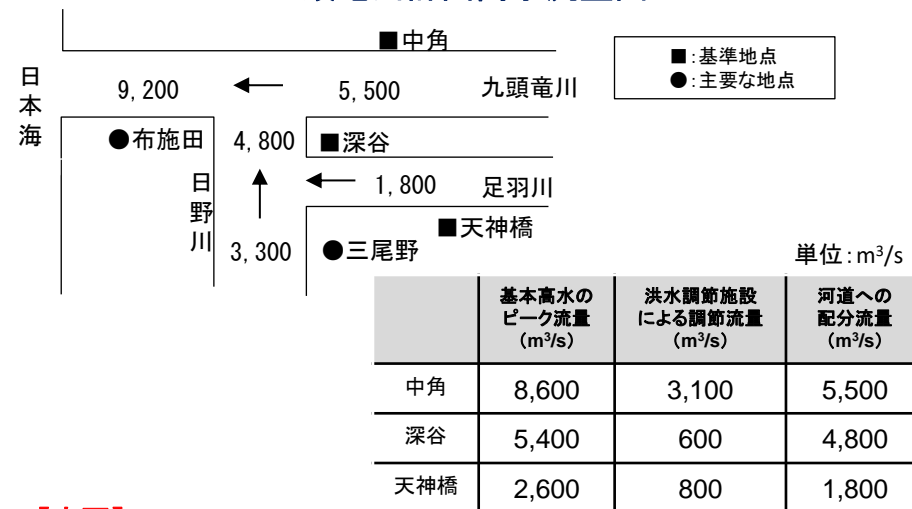 ■中角
■:基準地点
●:主要な地点
日本海
9,200
←
5,500
九頭竜川
●布施田
4,800
■深谷
日野川
↑
←
1,800
足羽川
■天神橋
3,300
●三尾野
単位:m³/s
基本高水の
ピーク流量
(m³/s)
洪水調節施設
による調節流量
(m³/s)
河道への
配分流量
(m³/s)
中角 8,600 3,100 5,500
深谷 5,400 600 4,800
天神橋 2,600 800 1,800